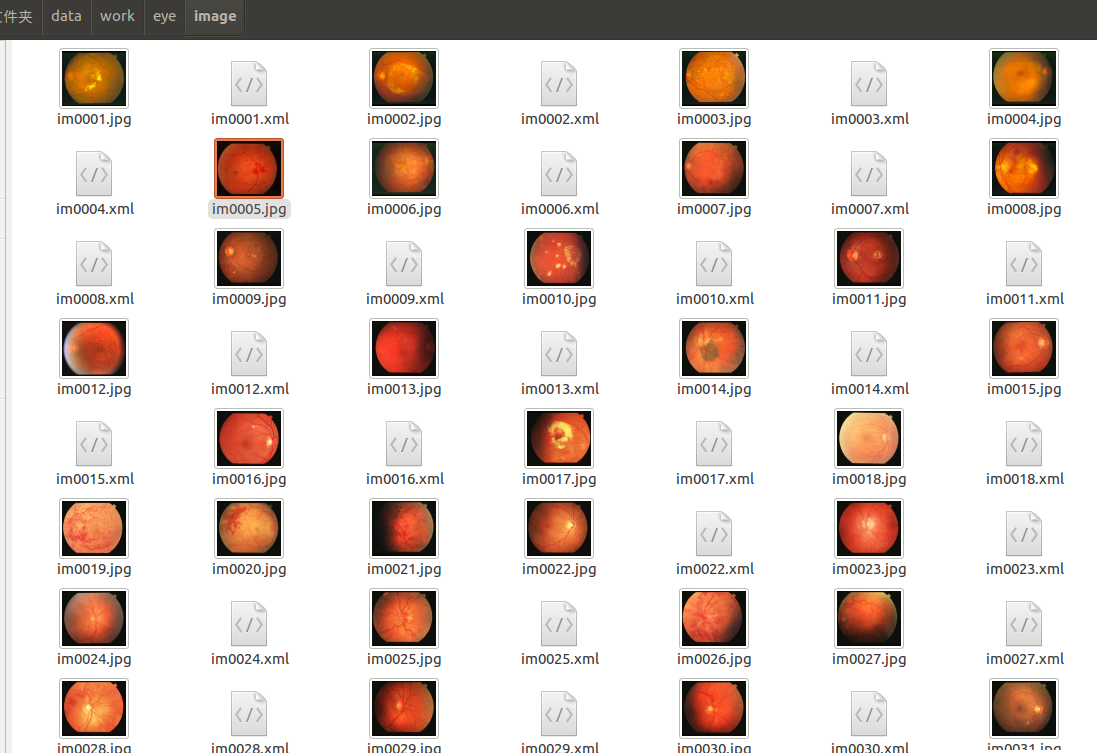 件夹 data work eye image
im0001.jpg im0001.xml im0002.jpg im0002.xml im0003.jpg im0003.xml im0004.jpg
im0004.xml im0005.jpg im0006.jpg im0006.xml im0007.jpg im0007.xml im0008.jpg
im0008.xml im0009.jpg im0009.xml im0010.jpg im0010.xml im0011.jpg im0011.xml
im0012.jpg im0012.xml im0013.jpg im0013.xml im0014.jpg im0014.xml im0015.jpg
im0015.xml im0016.jpg im0016.xml im0017.jpg im0017.xml im0018.jpg im0018.xml
im0019.jpg im0020.jpg im0021.jpg im0022.jpg im0022.xml im0023.jpg im0023.xml
im0024.jpg im0024.xml im0025.jpg im0025.xml im0026.jpg im0027.jpg im0027.xml
im0028.jpg im0028.xml im0029.jpg im0029.xml im0030.jpg im0030.xml im0031.jpg